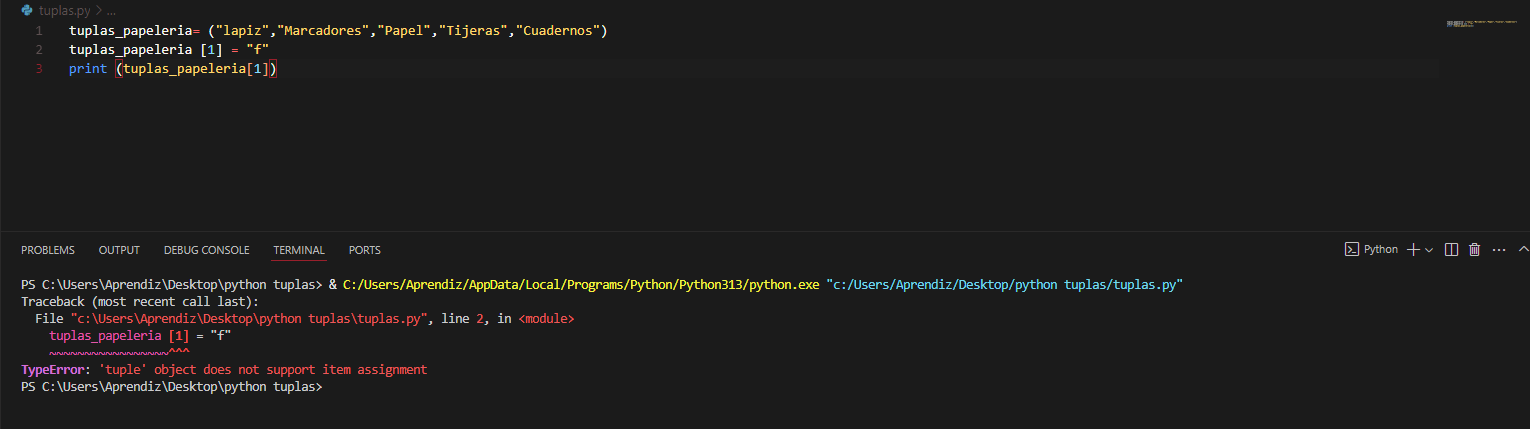 tuplas.py > ...
1 tuplas_papeleria= ("lapiz","Marcadores","Papel","Tijeras","Cuadernos")
2 tuplas_papeleria [1] = "f"
3 print (tuplas_papeleria[1])
PROBLEMS OUTPUT DEBUG CONSOLE TERMINAL PORTS Python
PS C:\Users\Aprendiz\Desktop\python tuplas> & C:/Users/Aprendiz/AppData/Local/Programs/Python/Python313/python.exe "c:/Users/Aprendiz/Desktop/python tuplas/tuplas.py"
Traceback (most recent call last):
  File "c:\Users\Aprendiz\Desktop\python tuplas\tuplas.py", line 2, in <module>
    tuplas_papeleria [1] = "f"
    ~~~~~~~~~~~~~~~~~^^^
TypeError: 'tuple' object does not support item assignment
PS C:\Users\Aprendiz\Desktop\python tuplas>